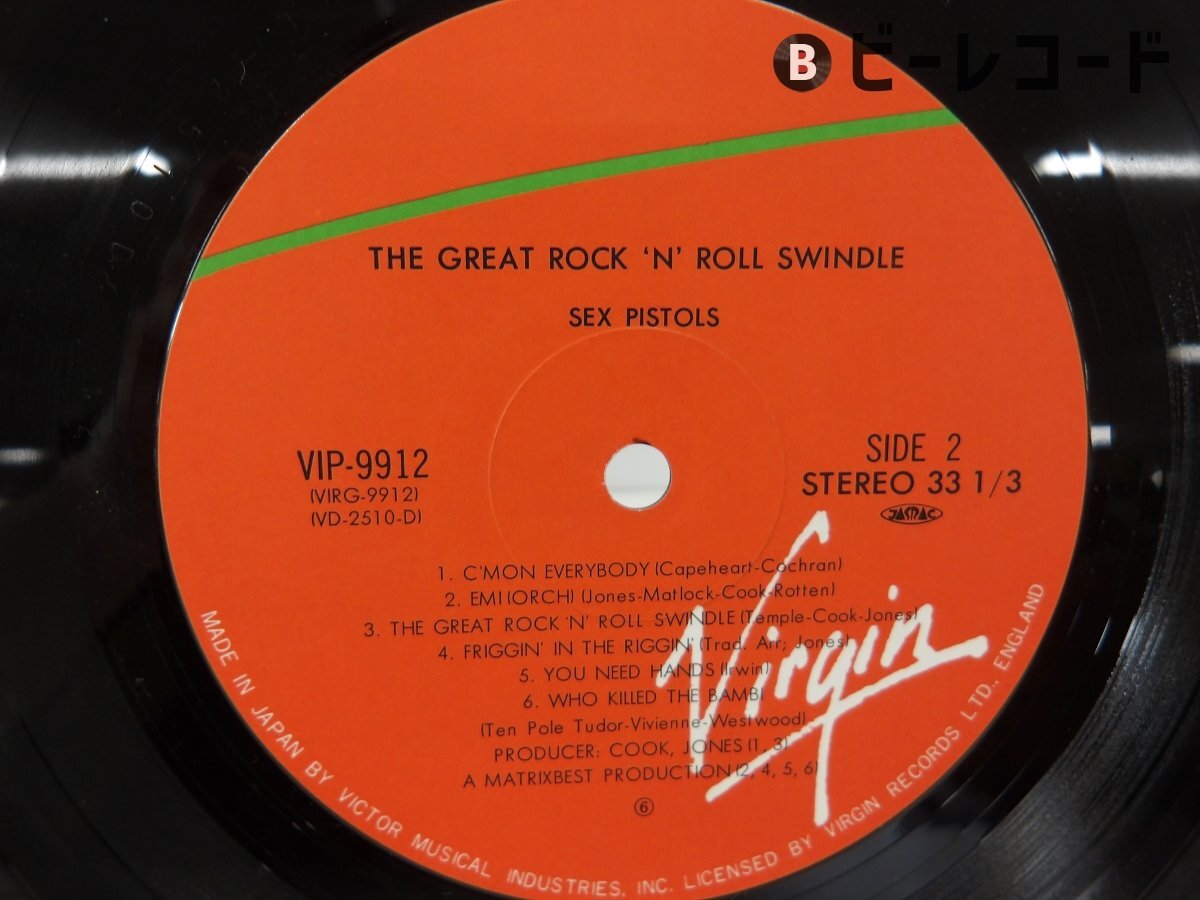 B ビーレコード
THE GREAT ROCK 'N' ROLL SWINDLE
SEX PISTOLS
VIP-9912
(VIRG-9912)
(VD-2510-D)
SIDE 2
STEREO 33 1/3
JASRAC
1. C'MON EVERYBODY (Capeheart-Cochran)
2. EMI (ORCH) (Jones-Matlock-Cook-Rotten)
3. THE GREAT ROCK 'N' ROLL SWINDLE (Temple-Cook-Jones)
4. FRIGGIN' IN THE RIGGIN' (Trad. Arr; Jones)
5. YOU NEED HANDS (Irwin)
6. WHO KILLED THE BAMBI
(Ten Pole Tudor-Vivienne-Westwood)
PRODUCER: COOK, JONES (1, 3)
A MATRIXBEST PRODUCTION (2, 4, 5, 6)
6
Virgin
MADE IN JAPAN BY VICTOR MUSICAL INDUSTRIES, INC. LICENSED BY VIRGIN RECORDS LTD., ENGLAND